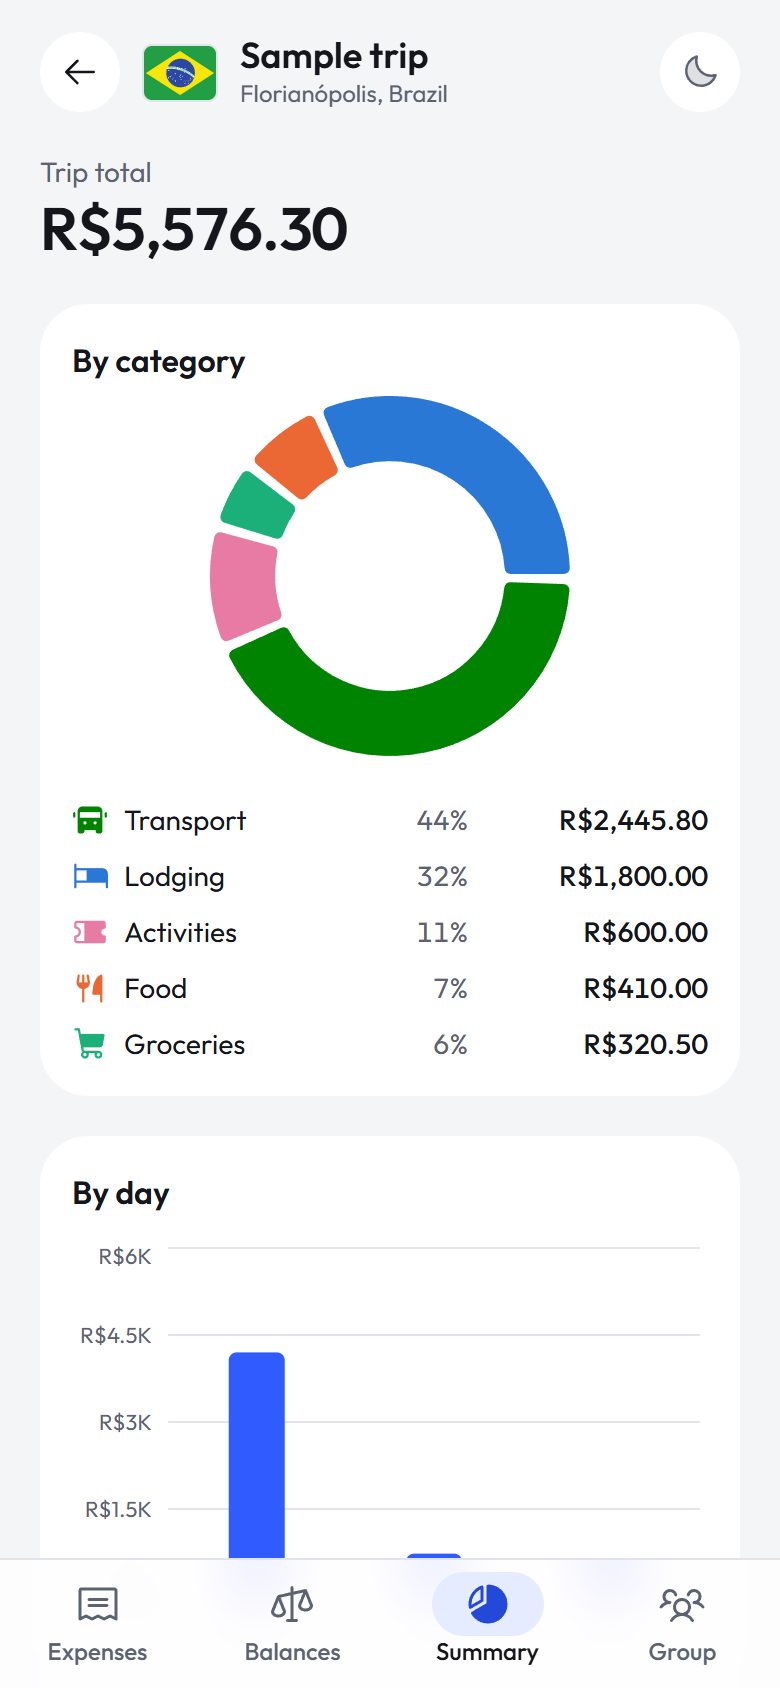 Sample trip
Florianópolis, Brazil
Trip total
R$5,576.30
By category
Transport 44% R$2,445.80
Lodging 32% R$1,800.00
Activities 11% R$600.00
Food 7% R$410.00
Groceries 6% R$320.50
By day
R$6K
R$4.5K
R$3K
R$1.5K
Expenses Balances Summary Group